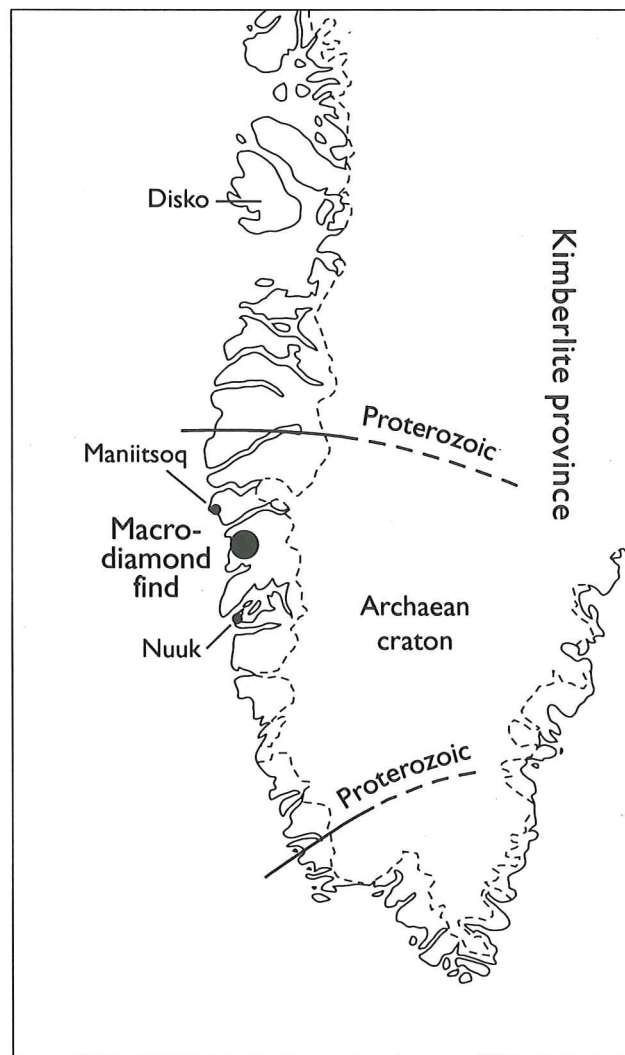 Disko
Kimberlite province
Proterozoic
Maniitsoq
Macro-
diamond
find
Archaean
craton
Nuuk
Proterozoic